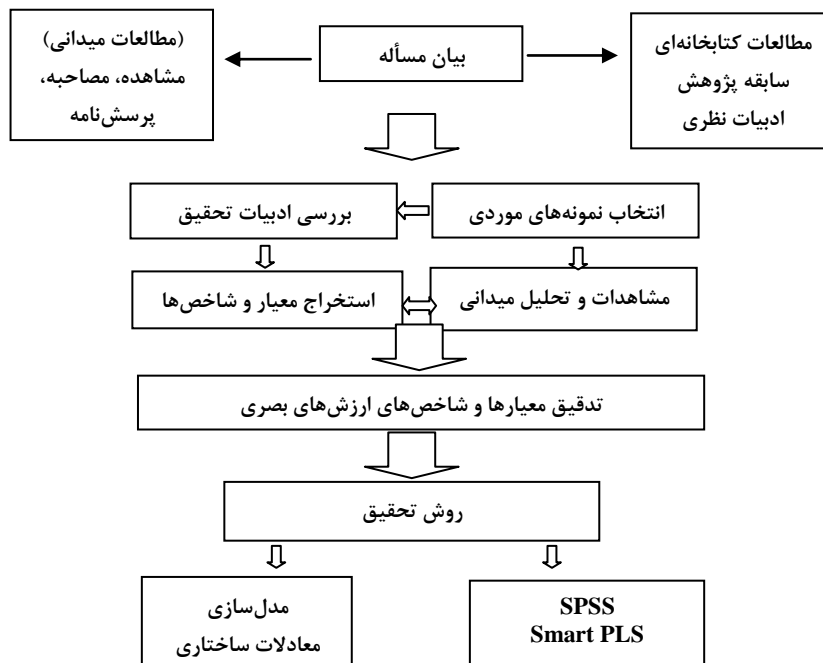 بیان مسأله
مطالعات کتابخانه‌ای
سابقه پژوهش
ادبیات نظری
(مطالعات میدانی)
مشاهده، مصاحبه،
پرسش‌نامه
انتخاب نمونه‌های موردی
بررسی ادبیات تحقیق
مشاهدات و تحلیل میدانی
استخراج معیار و شاخص‌ها
تدقیق معیارها و شاخص‌های ارزش‌های بصری
روش تحقیق
SPSS
Smart PLS
مدل‌سازی
معادلات ساختاری